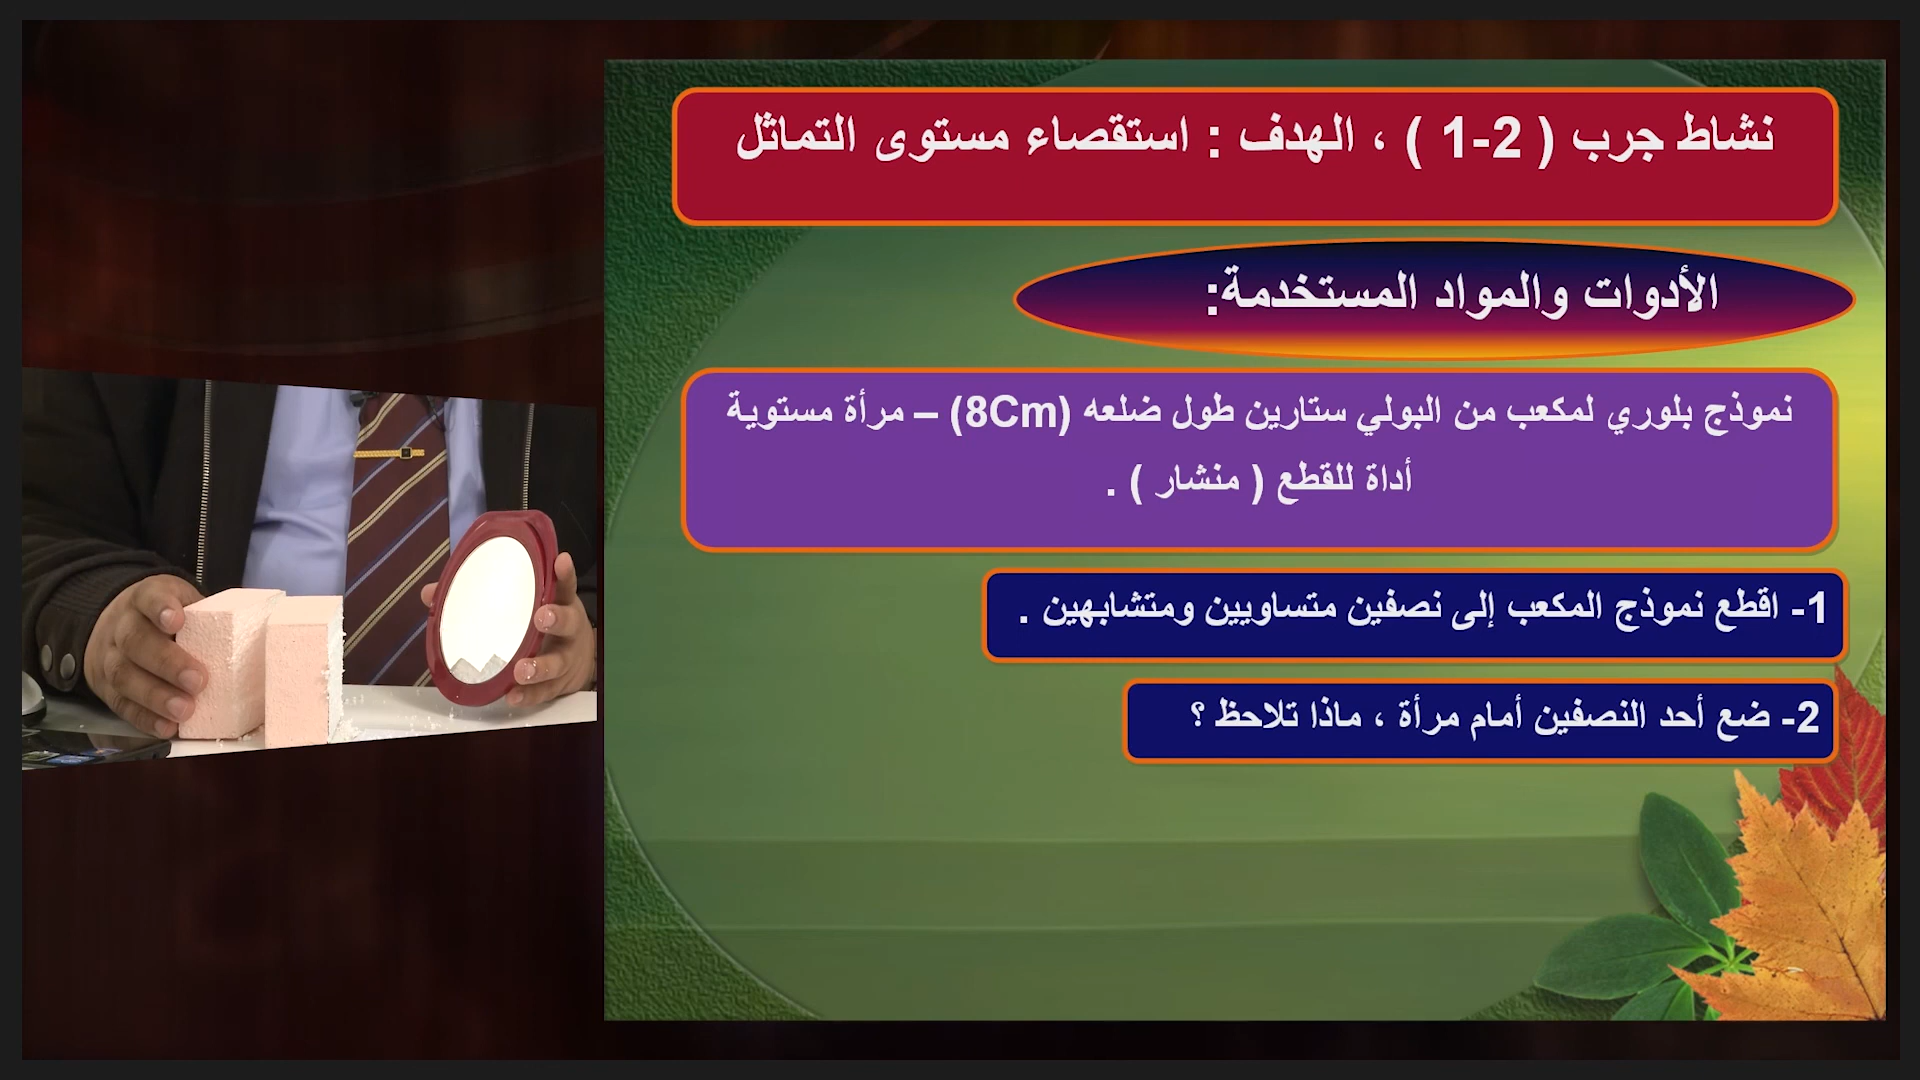 نشاط جرب ( 2-1 ) ، الهدف : استقصاء مستوى التماثل
الأدوات والمواد المستخدمة:
نموذج بلوري لمكعب من البولي ستارين طول ضلعه (8Cm) – مرأة مستوية
أداة للقطع ( منشار ) .
1- اقطع نموذج المكعب إلى نصفين متساويين ومتشابهين .
2- ضع أحد النصفين أمام مرأة ، ماذا تلاحظ ؟